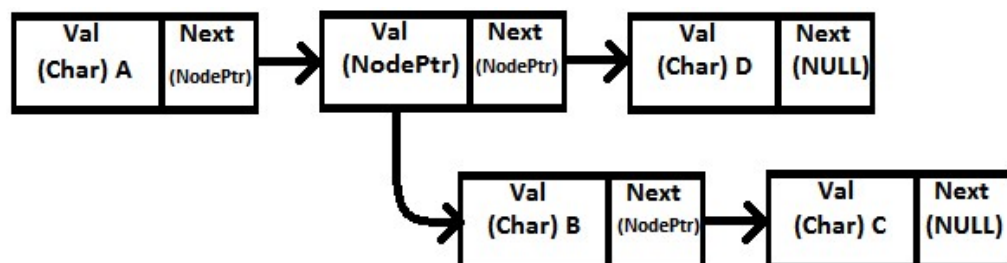 Val Next
(Char) A (NodePtr)
Val Next
(NodePtr) (NodePtr)
Val Next
(Char) D (NULL)
Val Next
(Char) B (NodePtr)
Val Next
(Char) C (NULL)